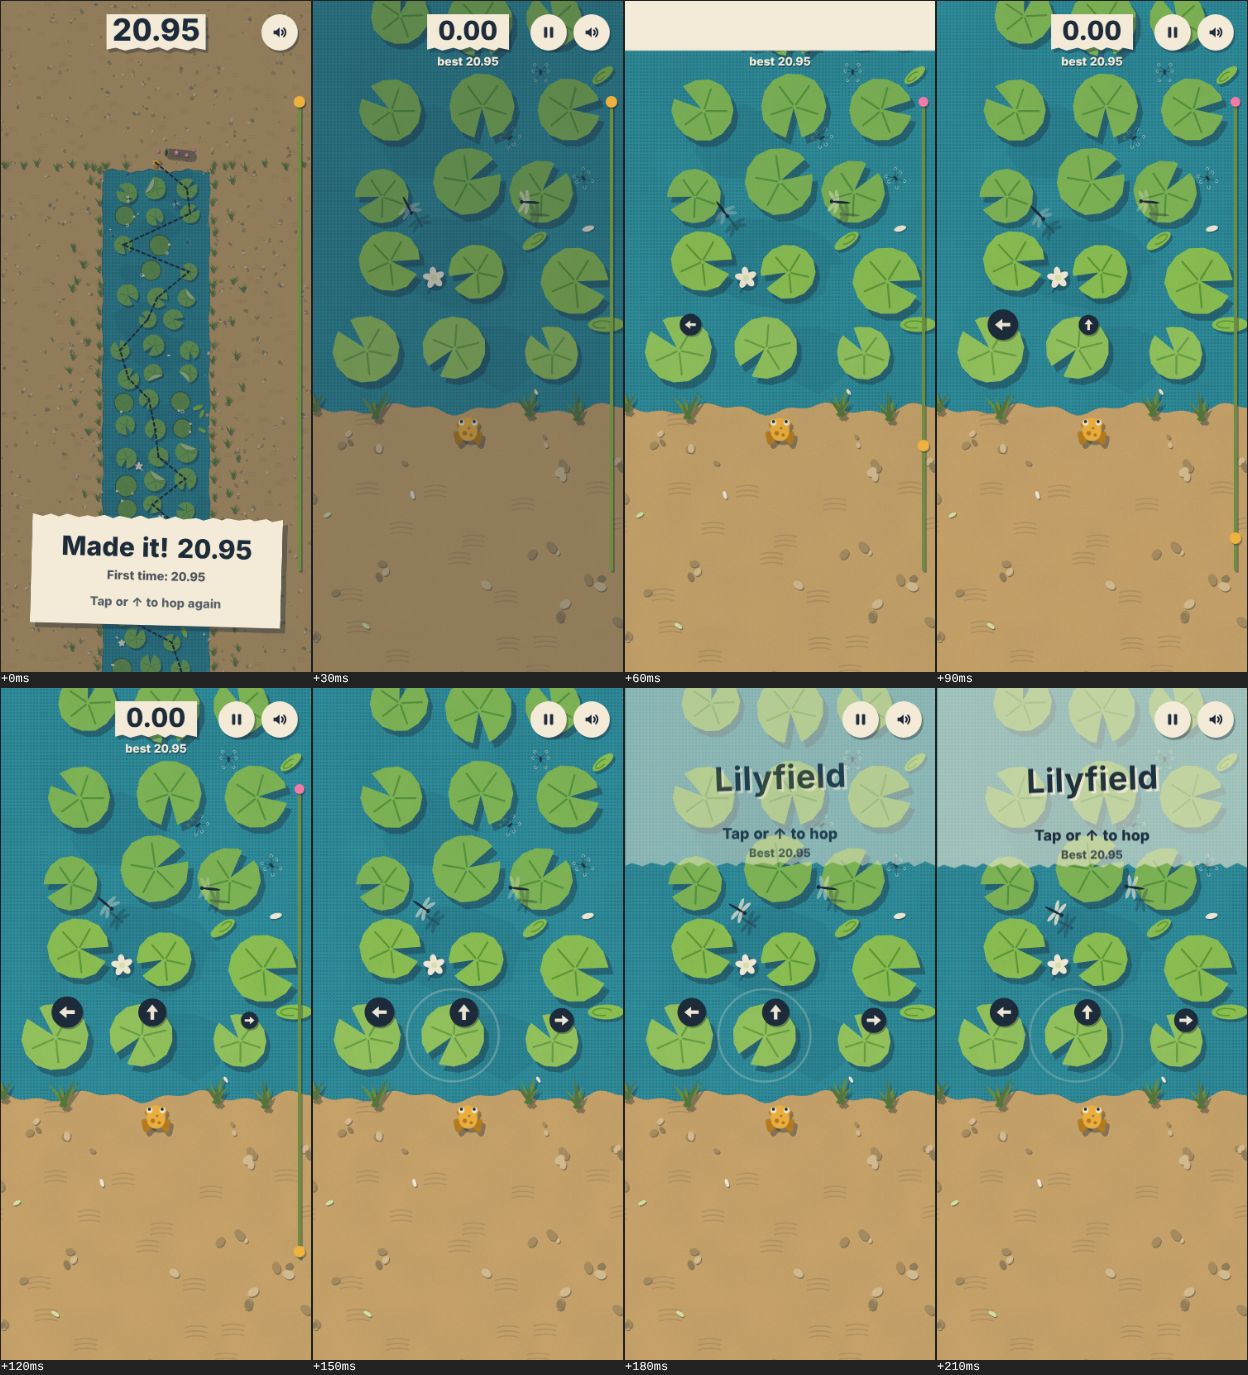 20.95
Made it! 20.95
First time: 20.95
Tap or ↑ to hop again
+0ms
0.00
best 20.95
+30ms
best 20.95
+60ms
0.00
best 20.95
+90ms
0.00
best 20.95
+120ms
+150ms
Lilyfield
Tap or ↑ to hop
Best 20.95
+180ms
Lilyfield
Tap or ↑ to hop
Best 20.95
+210ms